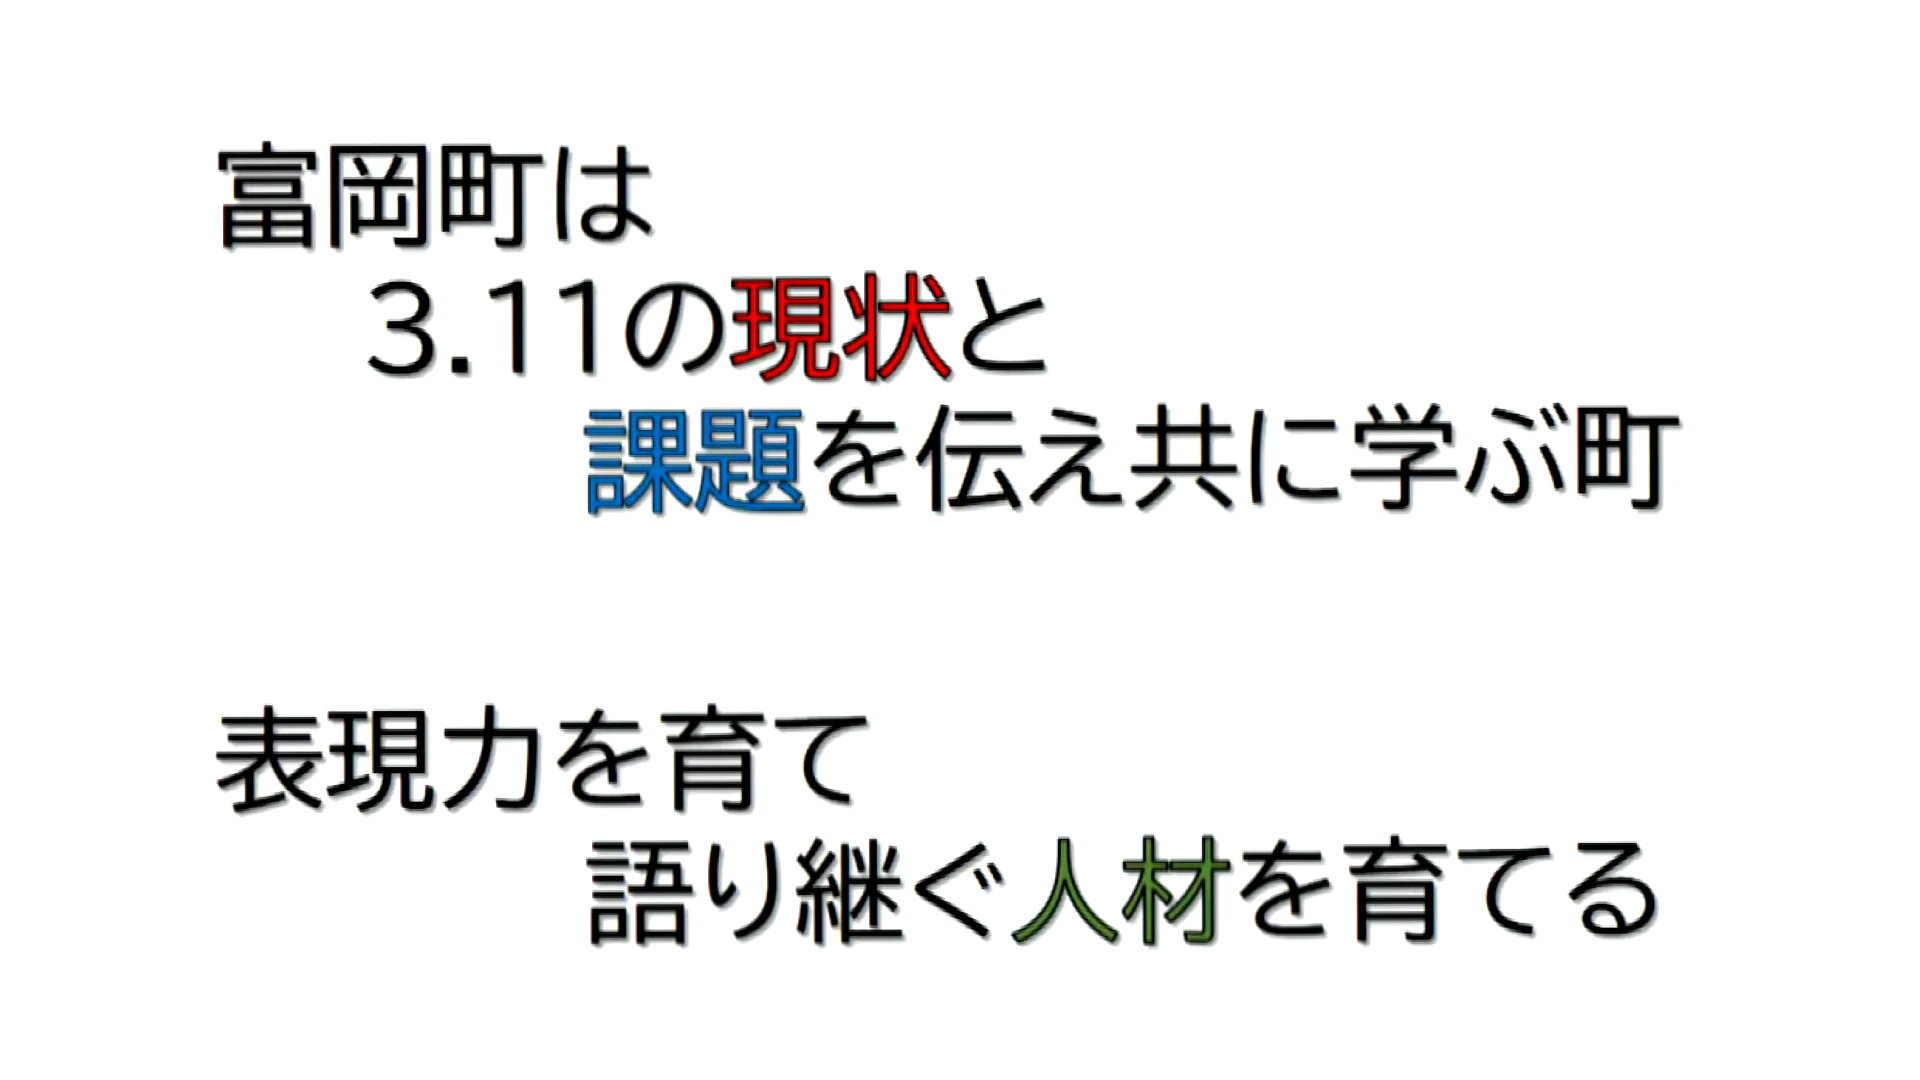 富岡町は
3.11の現状と
課題を伝え共に学ぶ町
表現力を育て
語り継ぐ人材を育てる